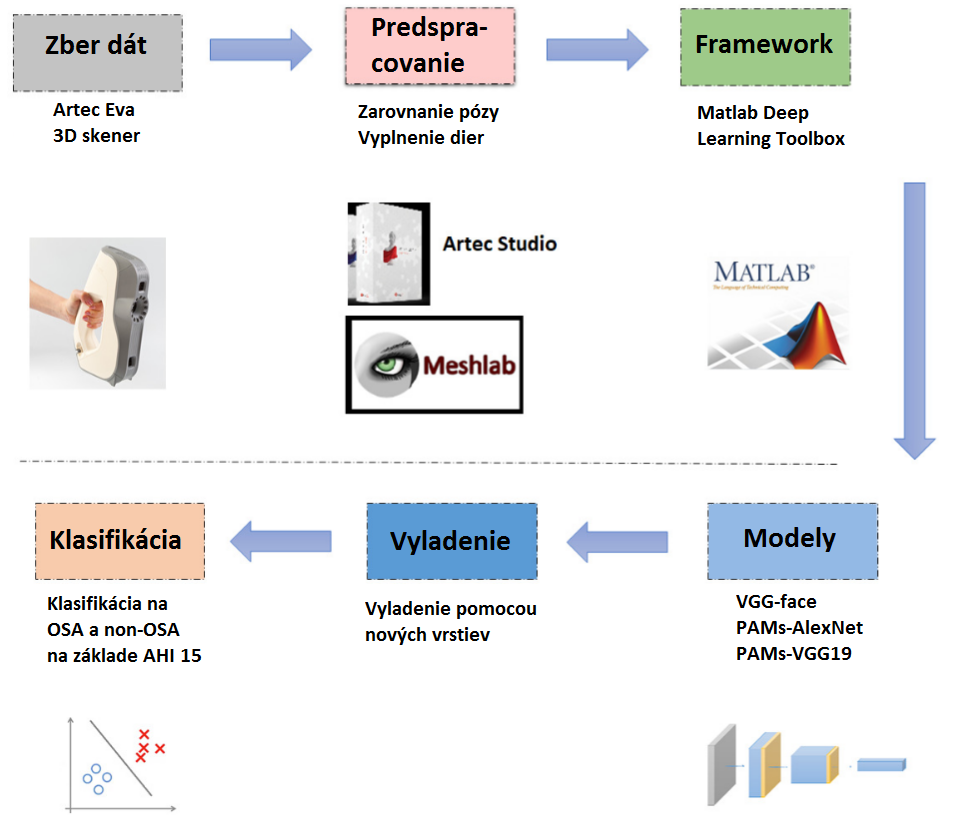 Zber dát
Artec Eva
3D skener
Predspra-
covanie
Zarovnanie pózy
Vyplnenie dier
Framework
Matlab Deep
Learning Toolbox
Artec Studio
Meshlab
MATLAB®
The Language of Technical Computing
Modely
VGG-face
PAMs-AlexNet
PAMs-VGG19
Vyladenie
Vyladenie pomocou
nových vrstiev
Klasifikácia
Klasifikácia na
OSA a non-OSA
na základe AHI 15